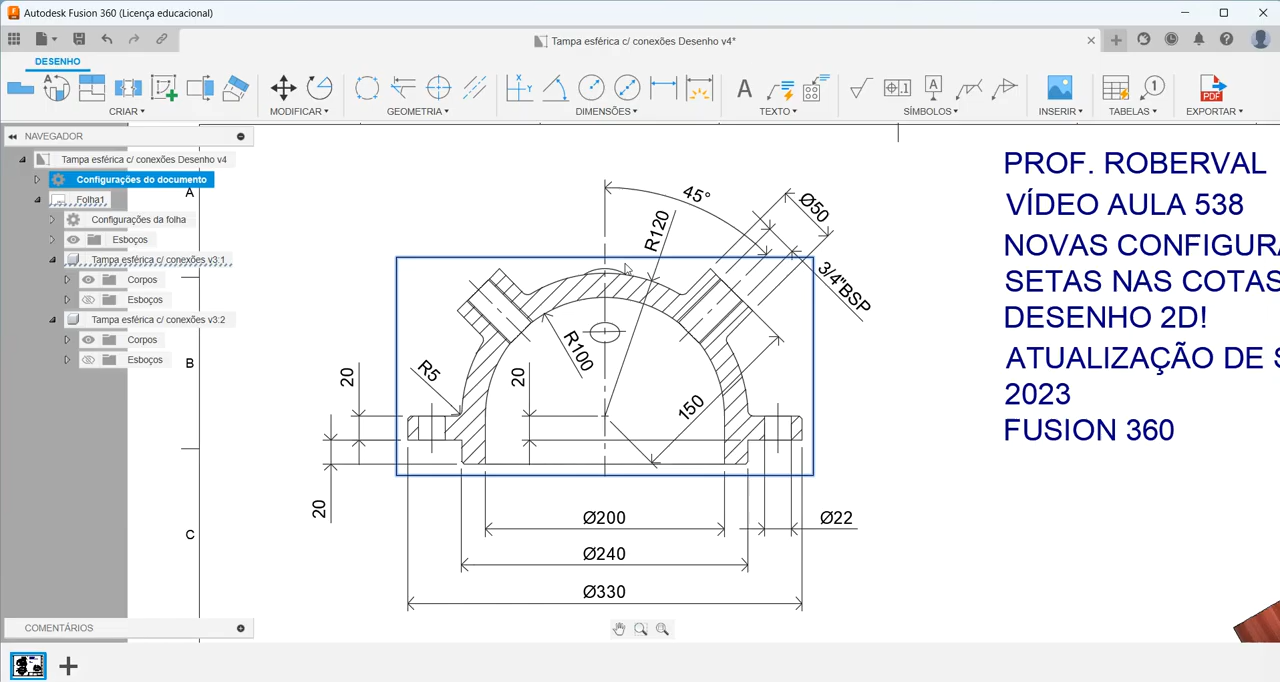 Autodesk Fusion 360 (Licença educacional)
Tampa esférica c/ conexões Desenho v4*
DESENHO
CRIAR
MODIFICAR
GEOMETRIA
DIMENSÕES
TEXTO
SÍMBOLOS
INSERIR
TABELAS
EXPORTAR
NAVEGADOR
Tampa esférica c/ conexões Desenho v4
Configurações do documento
Folha1
Configurações da folha
Esboços
Tampa esférica c/ conexões v3:1
Corpos
Esboços
Tampa esférica c/ conexões v3:2
Corpos
Esboços
COMENTÁRIOS
A
B
C
45°
Ø50
R120
3/4"BSP
R100
R5
20
20
150
20
Ø200
Ø22
Ø240
Ø330
PROF. ROBERVAL
VÍDEO AULA 538
NOVAS CONFIGURA
SETAS NAS COTAS
DESENHO 2D!
ATUALIZAÇÃO DE S
2023
FUSION 360